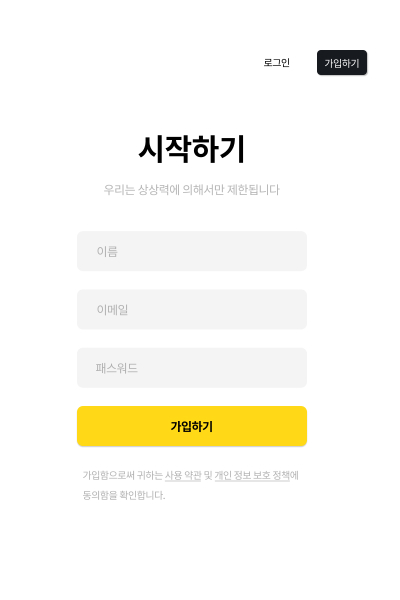 로그인 가입하기
시작하기
우리는 상상력에 의해서만 제한됩니다
이름
이메일
패스워드
가입하기
가입함으로써 귀하는 사용 약관 및 개인 정보 보호 정책에
동의함을 확인합니다.